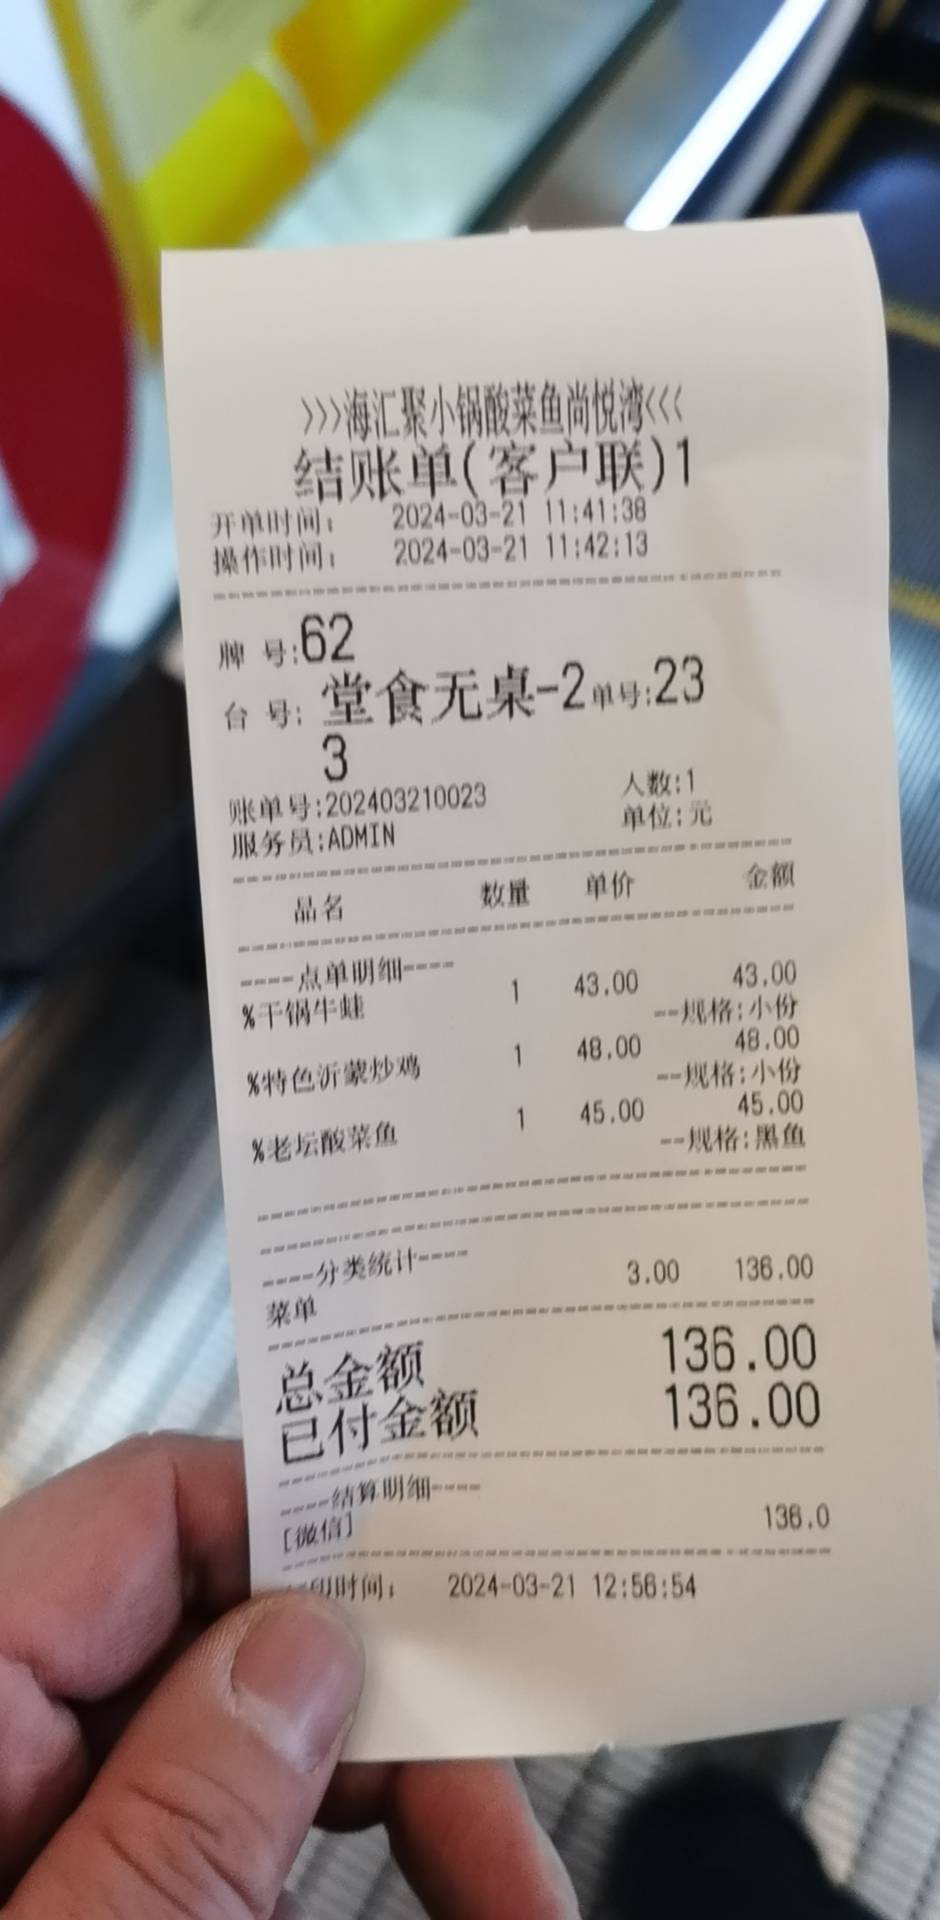 >>>海汇聚小锅酸菜鱼尚悦湾<<<
结账单(客户联)1
开单时间: 2024-03-21 11:41:38
操作时间: 2024-03-21 11:42:13
牌 号:62
台 号: 堂食无桌-2 单号:23
3
账单号:202403210023 人数:1
服务员:ADMIN 单位:元
品名 数量 单价 金额
----点单明细----
%干锅牛蛙 1 43.00 43.00
--规格:小份
%特色沂蒙炒鸡 1 48.00 48.00
--规格:小份
%老坛酸菜鱼 1 45.00 45.00
--规格:黑鱼
----分类统计----
菜单 3.00 136.00
总金额 136.00
已付金额 136.00
----结算明细----
[微信] 136.0
印时间: 2024-03-21 12:56:54